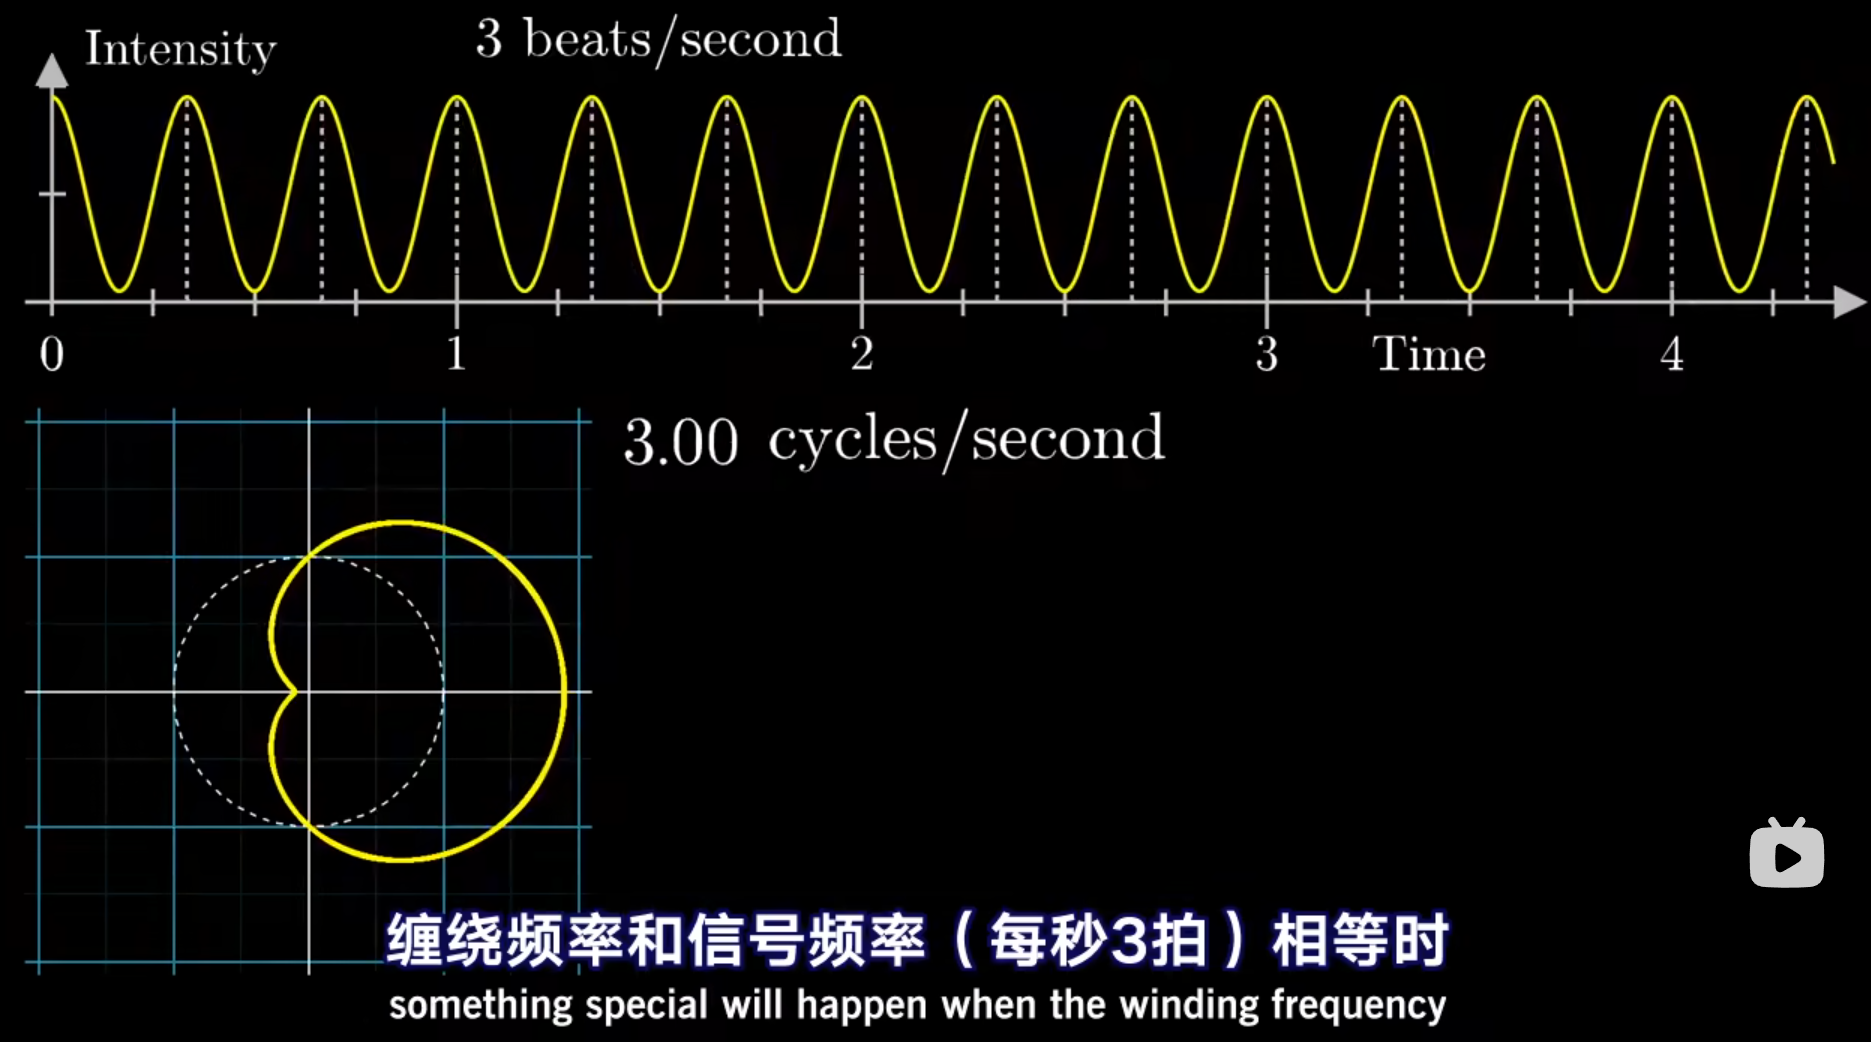 Intensity
3 beats/second
0 1 2 3 Time 4
3.00 cycles/second
缠绕频率和信号频率（每秒3拍）相等时
something special will happen when the winding frequency